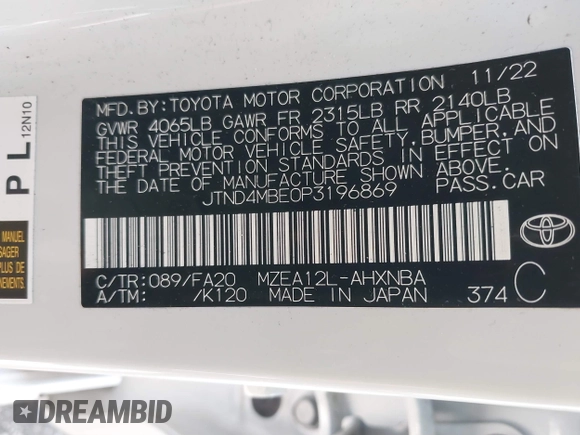 MFD. BY: TOYOTA MOTOR CORPORATION 11/22
GVWR 4065LB GAWR FR 2315LB RR 2140LB
THIS VEHICLE CONFORMS TO ALL APPLICABLE
FEDERAL MOTOR VEHICLE SAFETY, BUMPER, AND
THEFT PREVENTION STANDARDS IN EFFECT ON
THE DATE OF MANUFACTURE SHOWN ABOVE.
JTND4MBE0P3196869 PASS. CAR
C/TR: 089/FA20 MZEA12L-AHXNBA
A/TM: /K120 MADE IN JAPAN 374 C
TOYOTA
PL
12N10
SAGER
DREAMBID